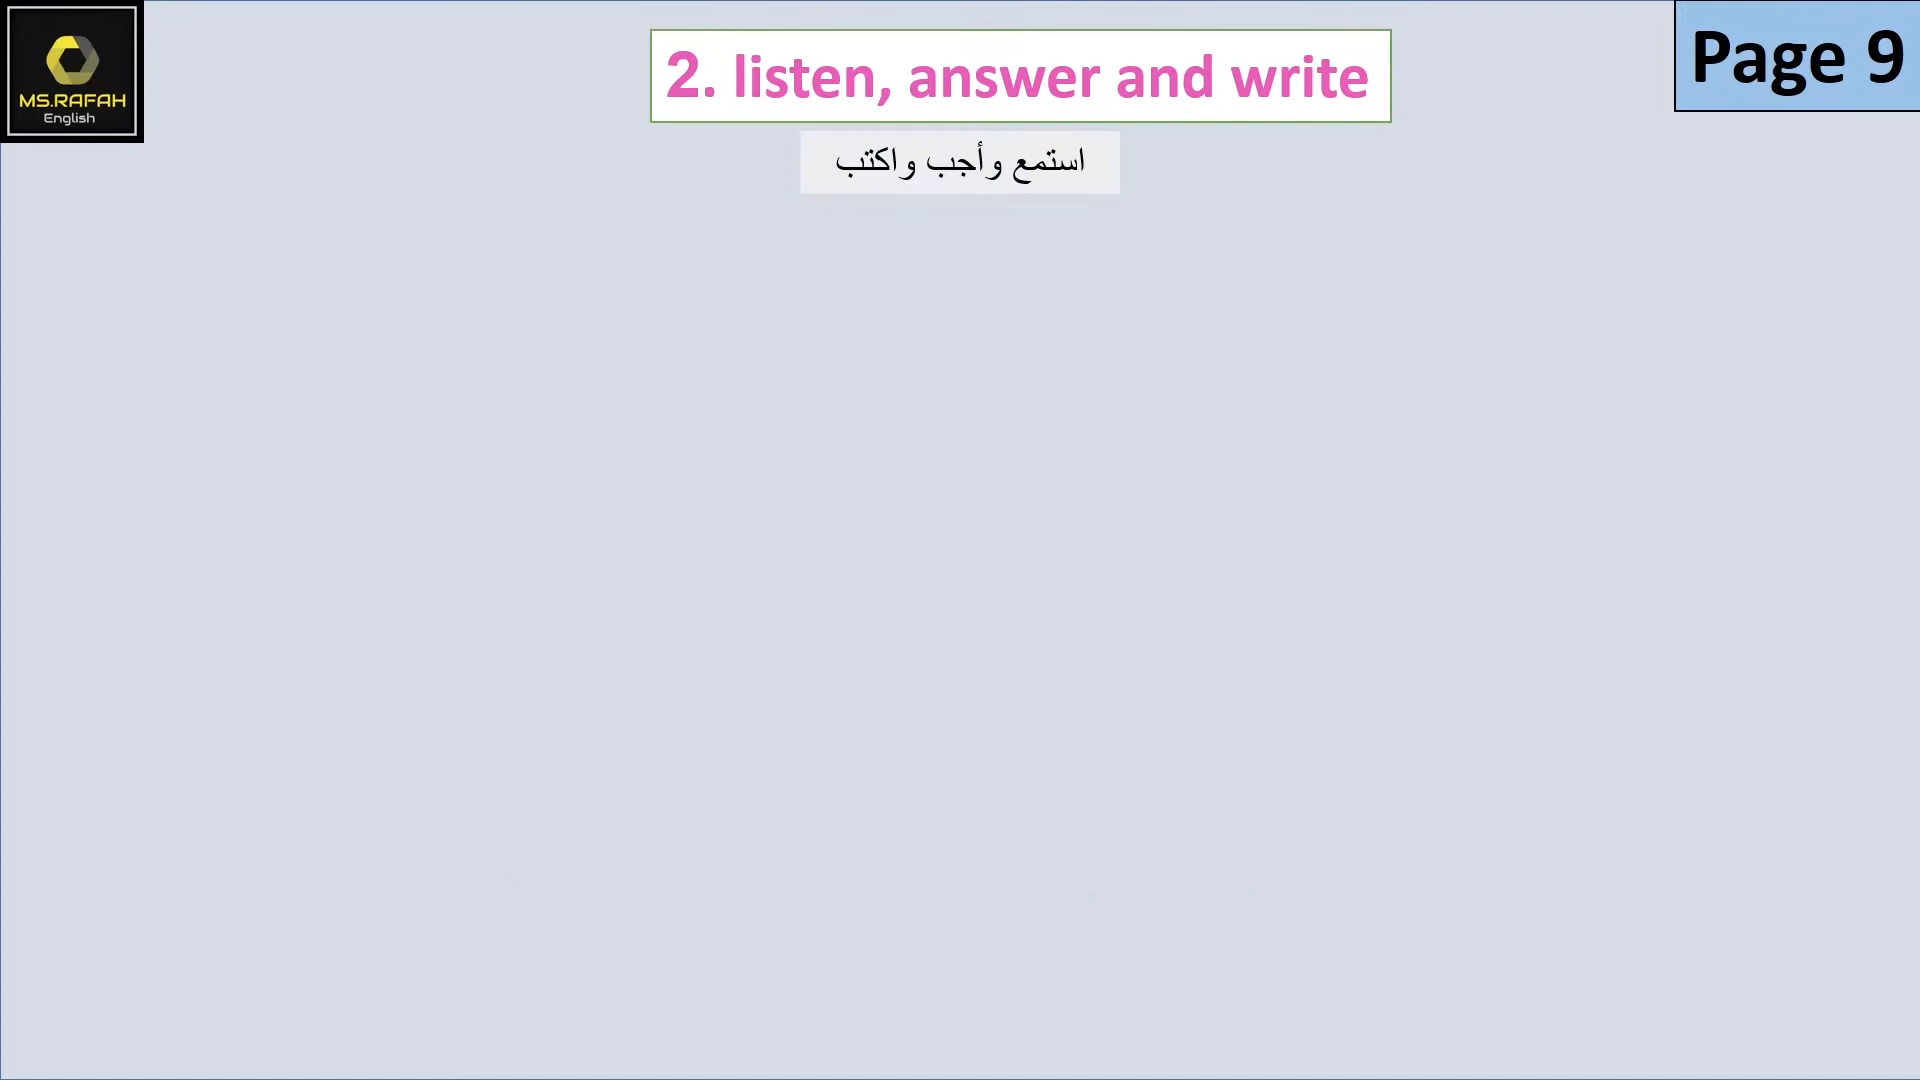 MS.RAFAH
English
2. listen, answer and write
Page 9
استمع وأجب واكتب